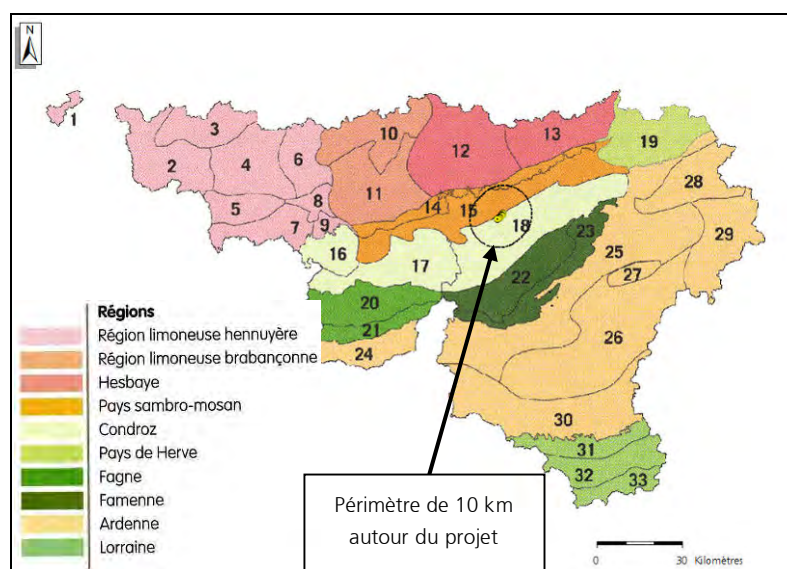 N
1
2
3
4
5
6
7
8
9
10
11
12
13
14
15
16
17
18
19
20
21
22
23
24
25
26
27
28
29
30
31
32
33
Régions
Région limoneuse hennuyère
Région limoneuse brabançonne
Hesbaye
Pays sambro-mosan
Condroz
Pays de Herve
Fagne
Famenne
Ardenne
Lorraine
Périmètre de 10 km
autour du projet
0 30 Kilomètres